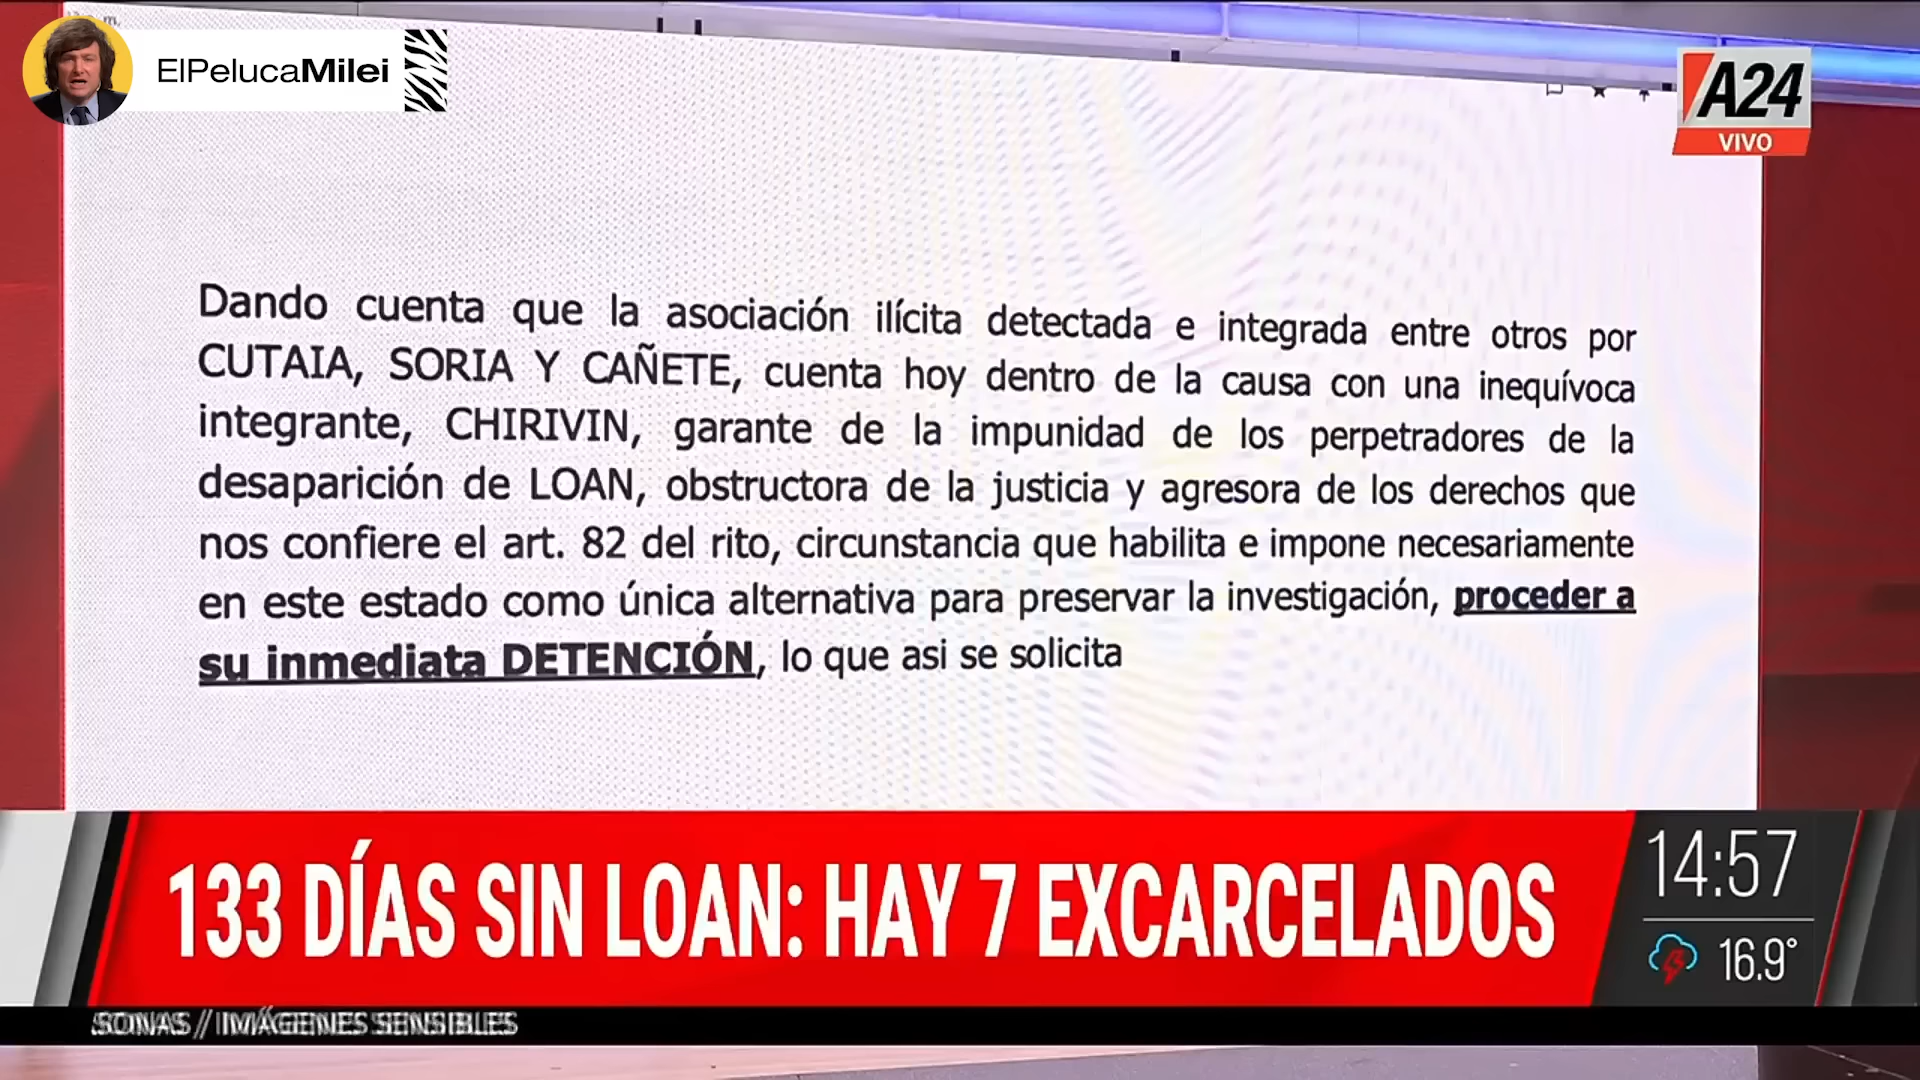 ElPelucaMilei
A24
VIVO
Dando cuenta que la asociación ilícita detectada e integrada entre otros por
CUTAIA, SORIA Y CAÑETE, cuenta hoy dentro de la causa con una inequívoca
integrante, CHIRIVIN, garante de la impunidad de los perpetradores de la
desaparición de LOAN, obstructora de la justicia y agresora de los derechos que
nos confiere el art. 82 del rito, circunstancia que habilita e impone necesariamente
en este estado como única alternativa para preservar la investigación, proceder a
su inmediata DETENCIÓN, lo que asi se solicita
133 DÍAS SIN LOAN: HAY 7 EXCARCELADOS
14:57
16.9°
SONAS // IMÁGENES SENSIBLES